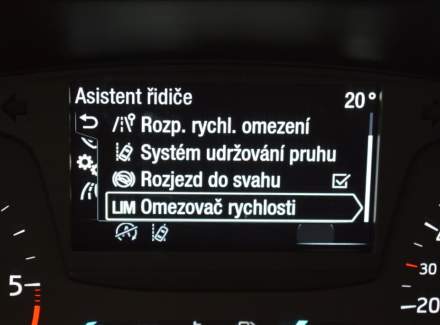 Asistent řidiče 20°
Rozp. rychl. omezení
Systém udržování pruhu
Rozjezd do svahu
LIM Omezovač rychlosti
5
30
20